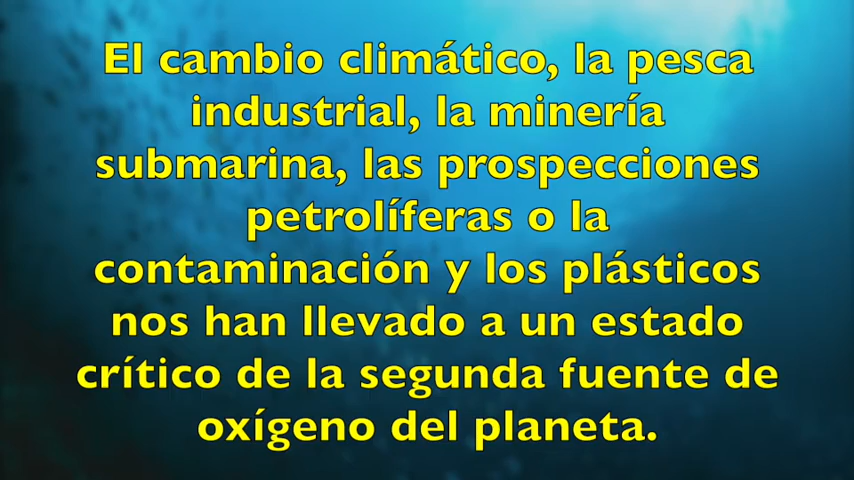 El cambio climático, la pesca
industrial, la minería
submarina, las prospecciones
petrolíferas o la
contaminación y los plásticos
nos han llevado a un estado
crítico de la segunda fuente de
oxígeno del planeta.